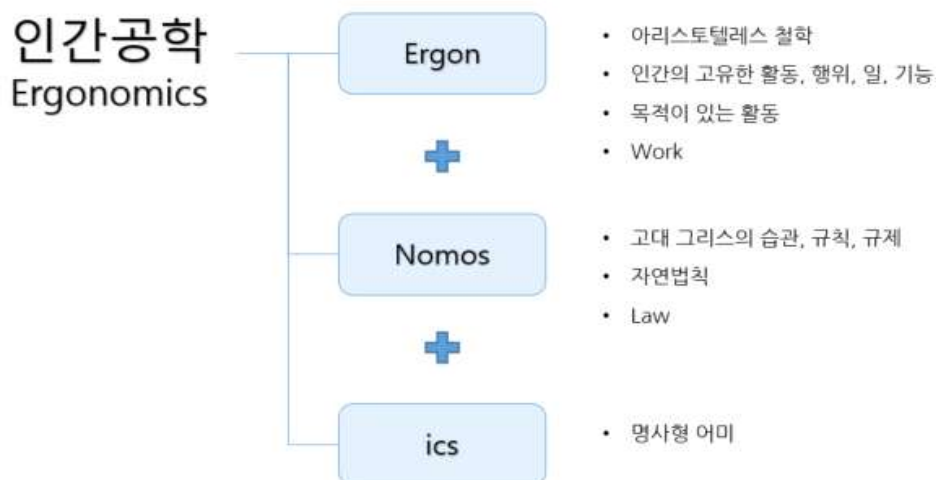 인간공학
Ergonomics
Ergon
• 아리스토텔레스 철학
• 인간의 고유한 활동, 행위, 일, 기능
• 목적이 있는 활동
• Work
Nomos
• 고대 그리스의 습관, 규칙, 규제
• 자연법칙
• Law
ics
• 명사형 어미